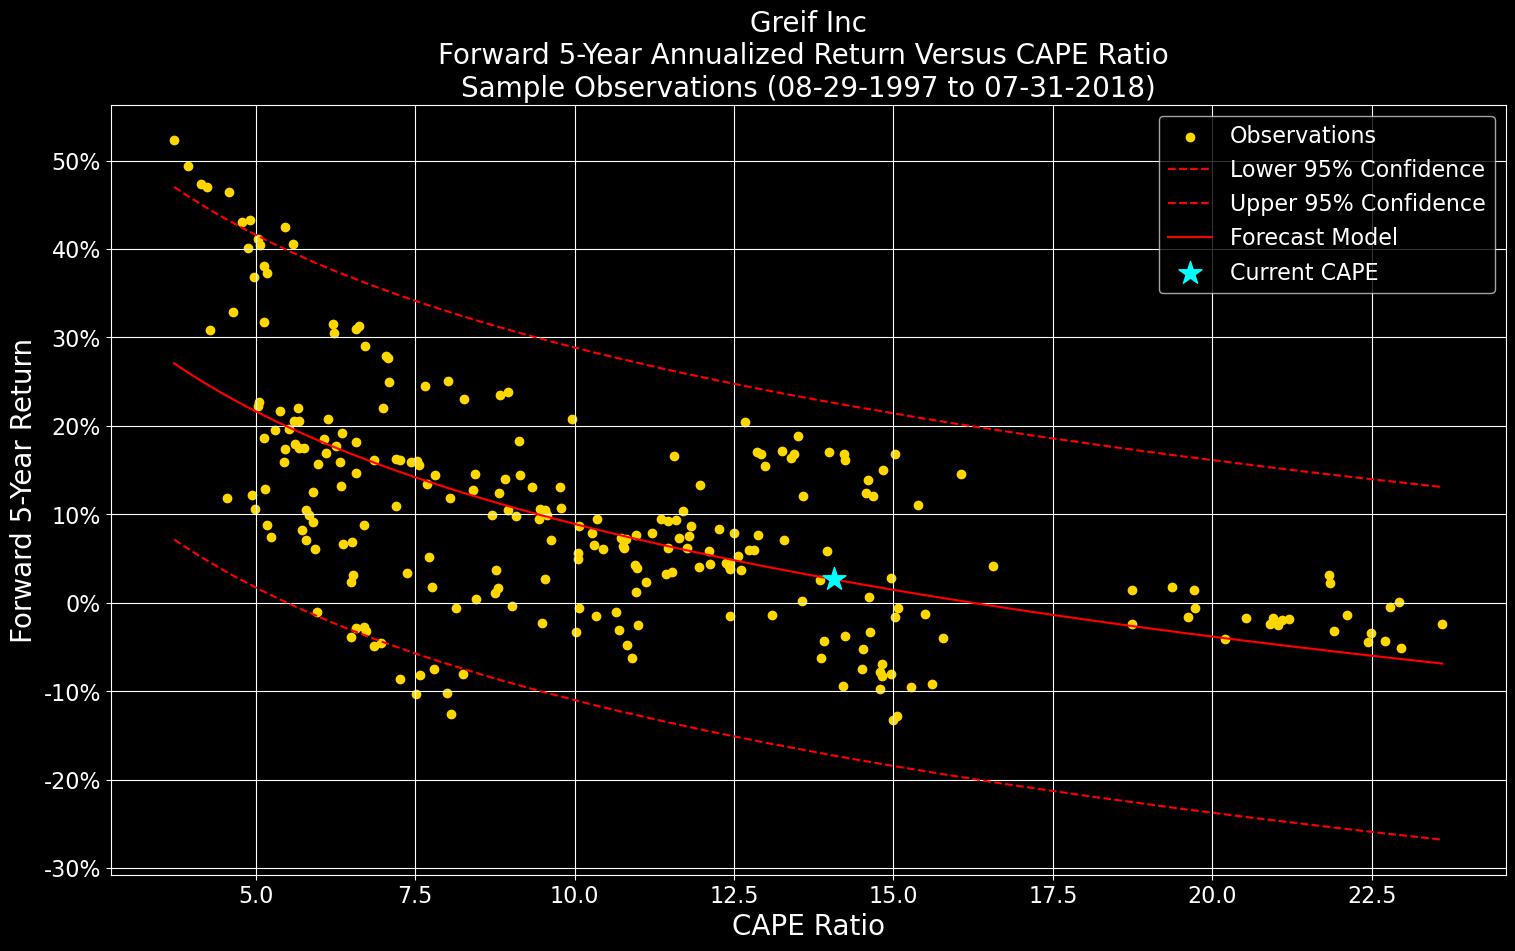 Greif Inc
Forward 5-Year Annualized Return Versus CAPE Ratio
Sample Observations (08-29-1997 to 07-31-2018)
Observations
Lower 95% Confidence
Upper 95% Confidence
Forecast Model
Current CAPE
Forward 5-Year Return
50%
40%
30%
20%
10%
0%
-10%
-20%
-30%
5.0
7.5
10.0
12.5
15.0
17.5
20.0
22.5
CAPE Ratio